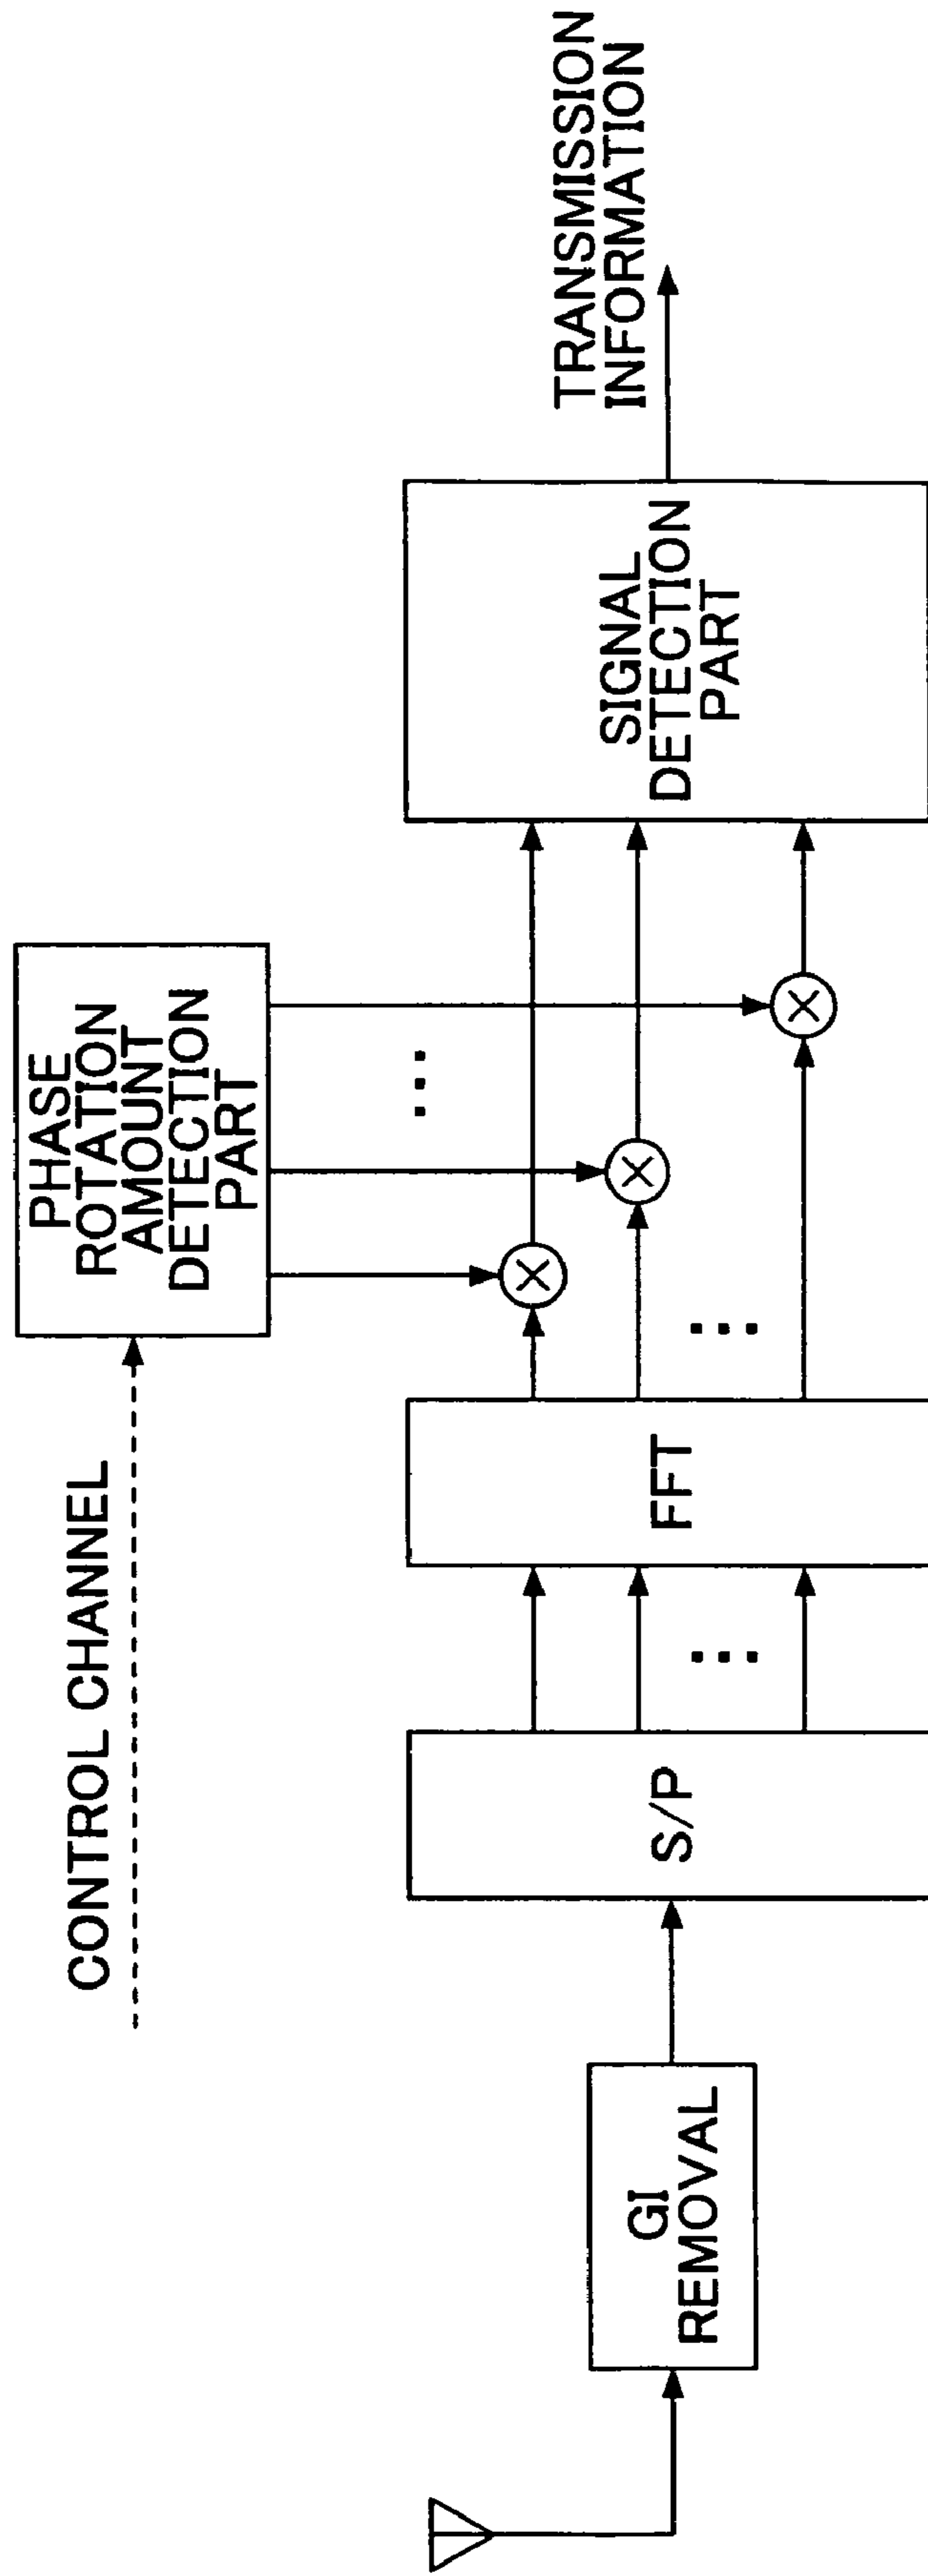 CONTROL CHANNEL
PHASE
ROTATION
AMOUNT
DETECTION
PART
TRANSMISSION
INFORMATION
GI
REMOVAL
S/P
FFT
SIGNAL
DETECTION
PART